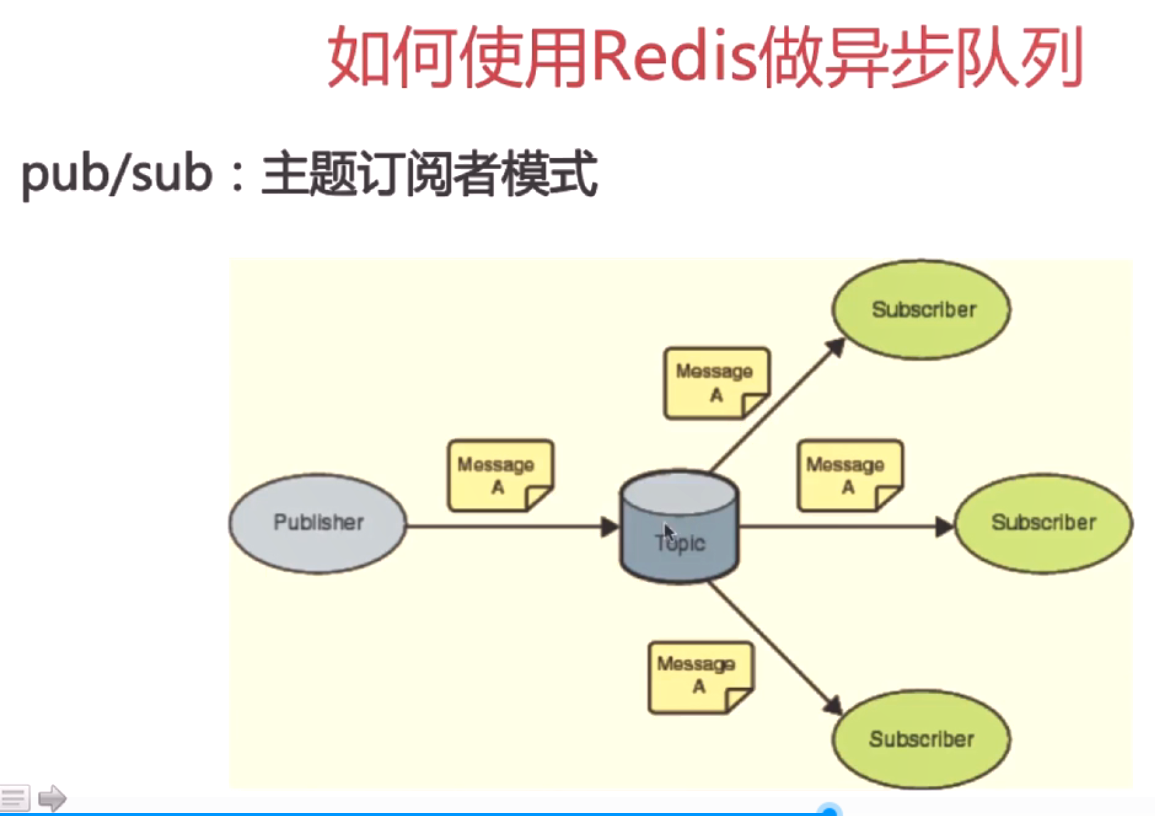 如何使用Redis做异步队列
pub/sub：主题订阅者模式
Subscriber
Message
A
Message
A
Message
A
Publisher
Topic
Subscriber
Message
A
Subscriber